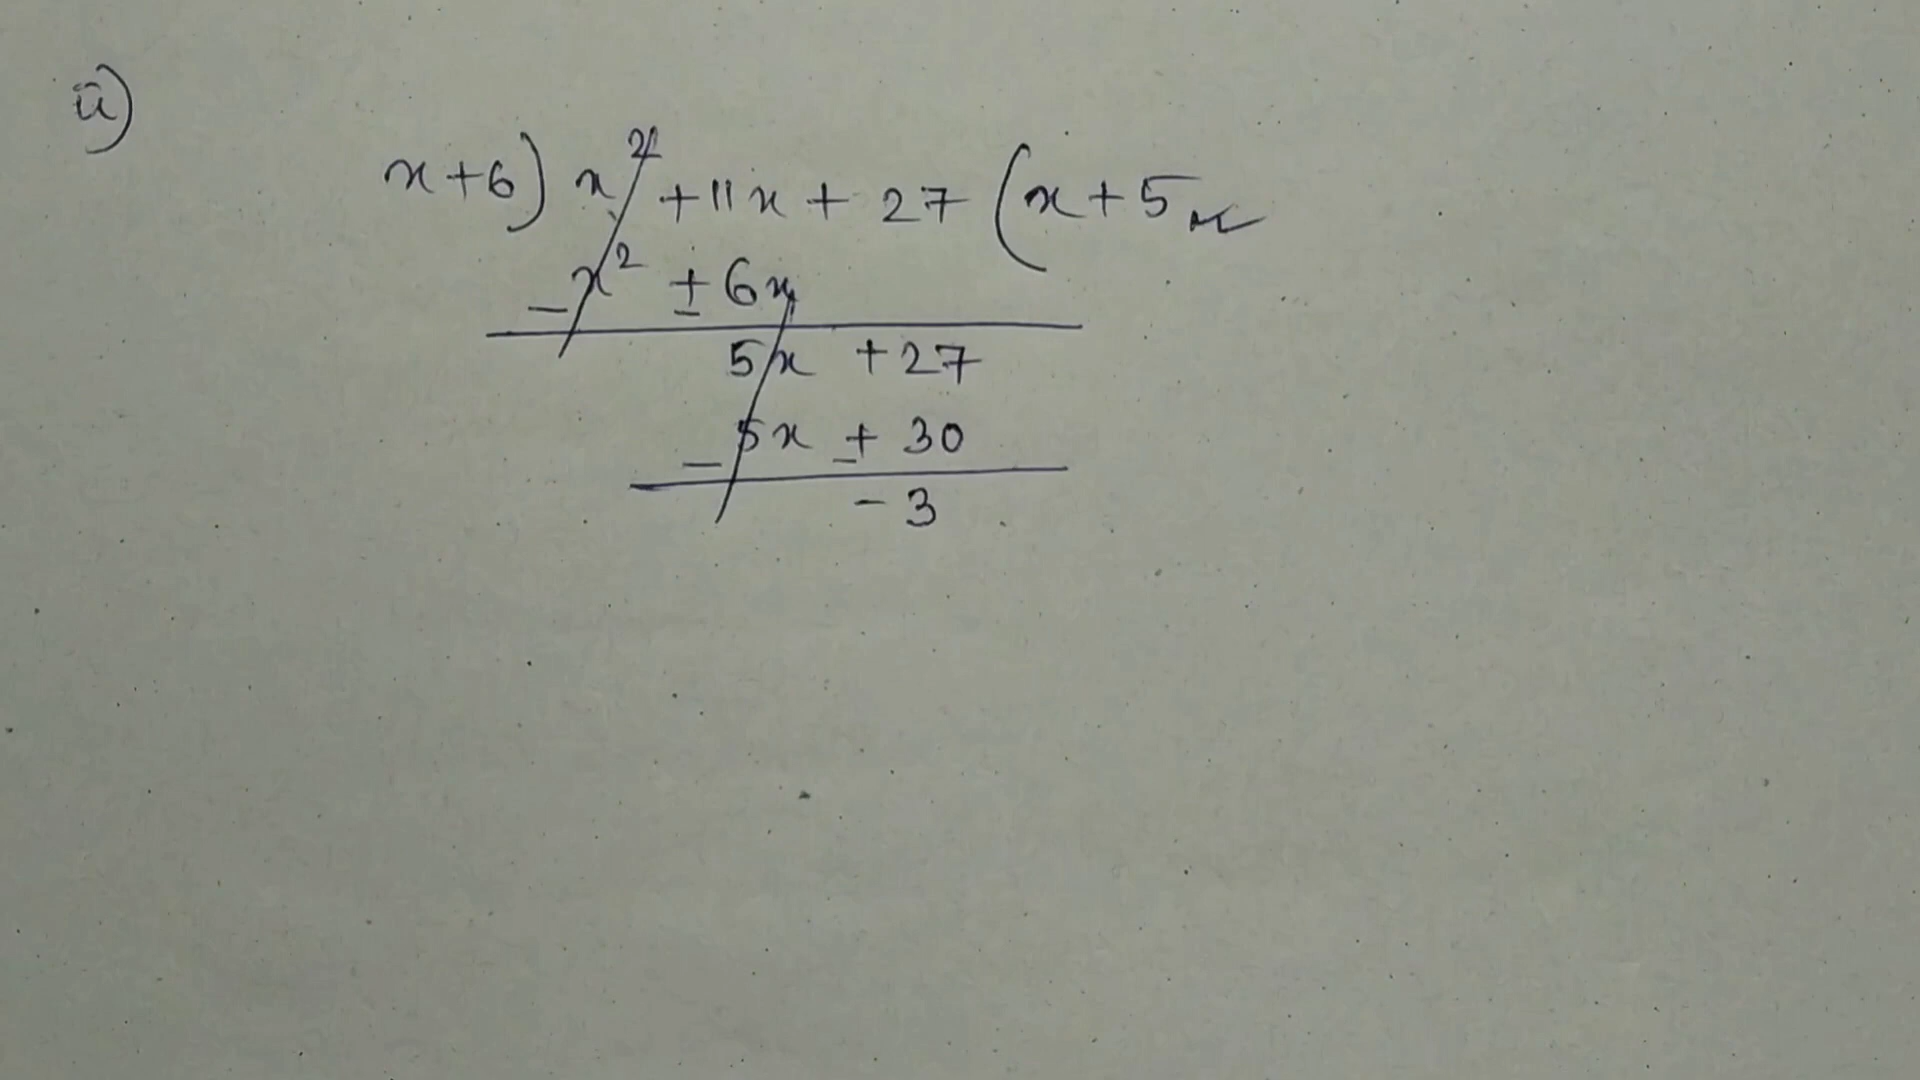 ii)
x+6) x² +11x + 27 (x+5
- x² ± 6x
5x +27
- 5x ± 30
- 3